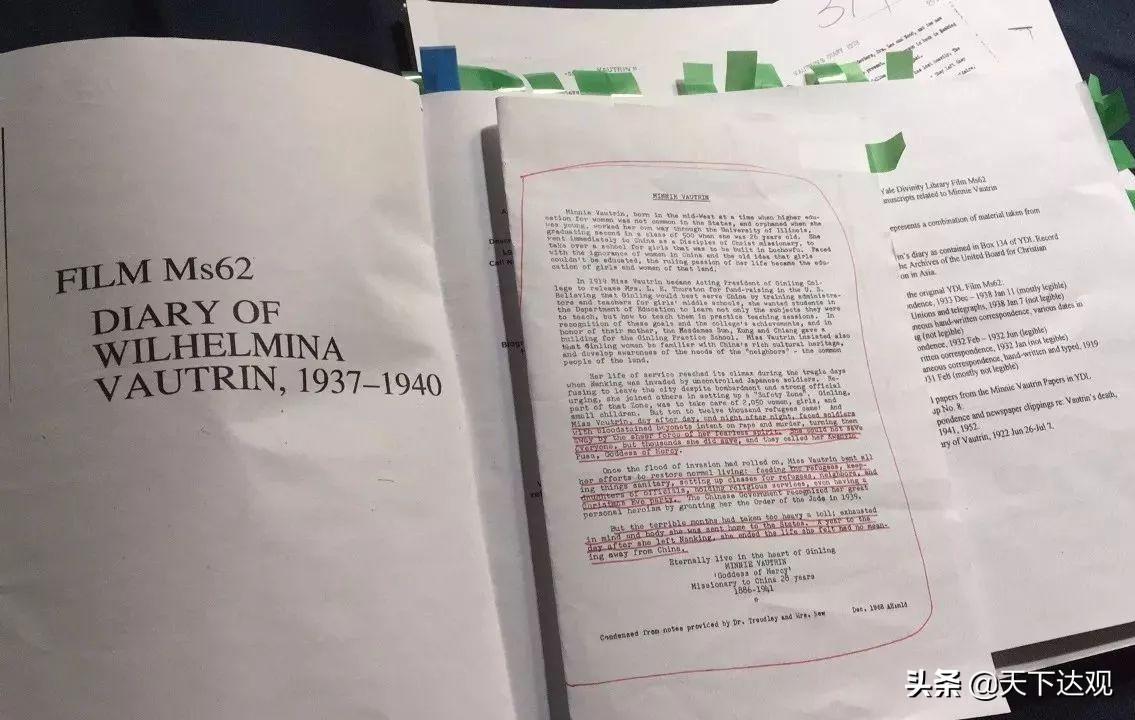 FILM Ms62
DIARY OF
WILHELMINA
VAUTRIN, 1937–1940
VAUTRIN"
VAUTRIN'S DIARY 1938
MINNIE VAUTRIN
Minnie Vautrin, born in the mid-West at a time when higher edu-
cation for women was not common in the States, and orphaned when she
was young, worked her own way through the University of Illinois,
graduating second in a class of 500 when she was 26 years old. She
went immediately to China as a Disciples of Christ missionary, to
take over a school for girls that was to be built in Luchowfu. Faced
with the ignorance of women in China and the old idea that girls
couldn't be educated, the ruling passion of her life became the edu-
cation of girls and women of that land.
In 1919 Miss Vautrin became Acting President of Ginling Col-
lege to release Mrs. L. K. Thurston for fund-raising in the U. S.
Believing that Ginling would best serve China by training administra-
tors and teachers for girls' middle schools, she wanted students in
the Department of Education to learn not only the subjects they were
to teach, but how to teach them in practice teaching sessions. In
recognition of these goals and the college's achievements, and in
honor of their mother, the Mesdames Sun, Kung and Chiang gave a
building for the Ginling Practice School. Miss Vautrin insisted also
that Ginling women be familiar with China's rich cultural heritage,
and develop awareness of the needs of the "neighbors" - the common
people of the land.
Her life of service reached its climax during the tragic days
when Nanking was invaded by uncontrolled Japanese soldiers. Re-
fusing to leave the city despite bombardment and strong official
urging, she joined others in setting up a "Safety Zone". Ginling,
part of that Zone, was to take care of 2,050 women, girls, and
small children. But ten to twelve thousand refugees came! And
Miss Vautrin, day after day, and night after night, faced soldiers
with bloodstained bayonets intent on rape and murder, turning them
away by the sheer force of her fearless spirit. She could not save
everyone, but thousands she did save, and they called her Kwanyin
Pusa, Goddess of Mercy.
Once the flood of invasion had rolled on, Miss Vautrin bent all
her efforts to restore normal living: feeding the refugees, keep-
ing things sanitary, setting up classes for refugees, neighbors, and
daughters of officials, holding religious services, even having a
Christmas Eve party. The Chinese Government recognized her great
personal heroism by granting her the Order of the Jade in 1939.
But the terrible months had taken too heavy a toll; exhausted
in mind and body she was sent home to the States. A year to the
day after she left Nanking, she ended the life she felt had no mean-
ing away from China.
Eternally live in the heart of Ginling
MINNIE VAUTRIN
'Goddess of Mercy'
Missionary to China 28 years
1886-1941
Dec. 1968
Condensed from notes provided by Dr. Treudley and Mrs. New
Yale Divinity Library Film Ms62
anuscripts related to Minnie Vautrin
epresents a combination of material taken from
in's diary as contained in Box 134 of YDL Record
he Archives of the United Board for Christian
on in Asia.
the original YDL Film Ms62.
ndence, 1933 Dec – 1938 Jan 11 (mostly legible)
Unions and telegraphs, 1938 Jan 7 (not legible)
neous hand-written correspondence, various dates in
ng (not legible)
ondence, 1932 Feb – 1932 Jun (legible)
ritten correspondence, 1932 Jan (not legible)
aneous correspondence, hand-written and typed, 1919
931 Feb (mostly not legible)
l papers from the Minnie Vautrin Papers in YDL
up No. 8.
pondence and newspaper clippings re: Vautrin's death,
1941, 1952.
ary of Vautrin, 1922 Jun 26-Jul 7.
头条 @天下达观